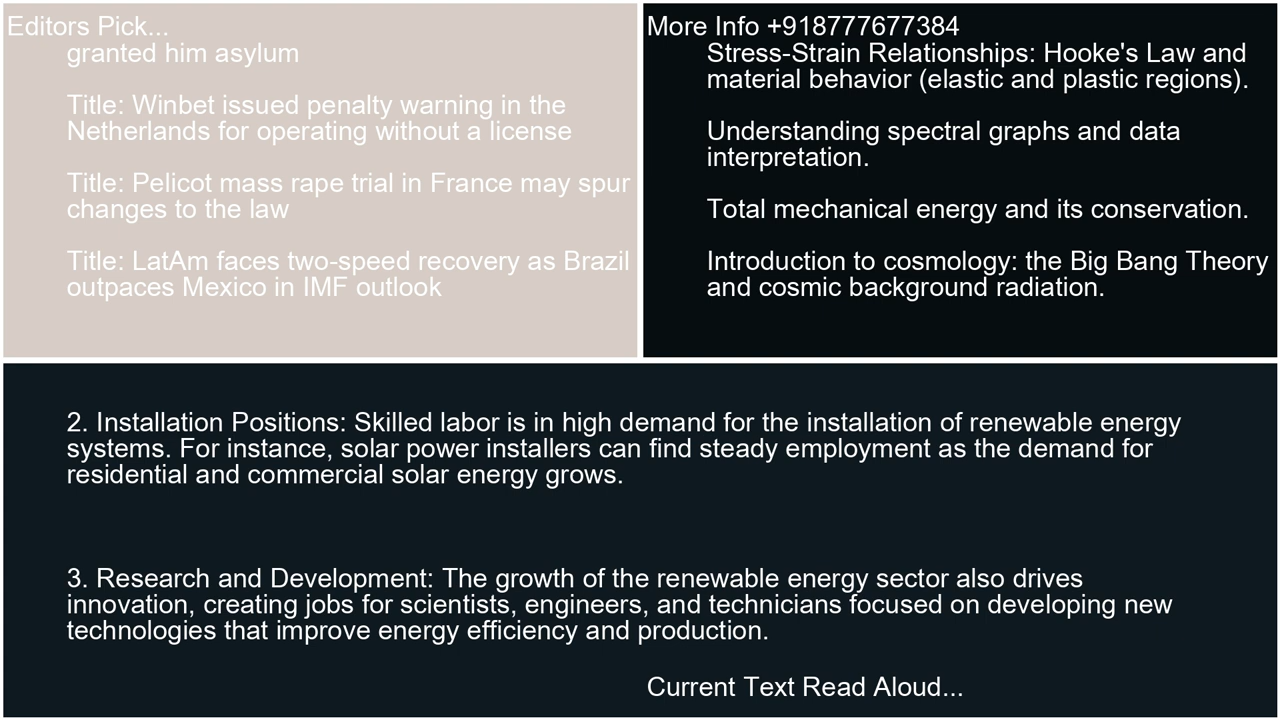 Editors Pick...
granted him asylum
Title: Winbet issued penalty warning in the
Netherlands for operating without a license
Title: Pelicot mass rape trial in France may spur
changes to the law
Title: LatAm faces two-speed recovery as Brazil
outpaces Mexico in IMF outlook
More Info +918777677384
Stress-Strain Relationships: Hooke's Law and
material behavior (elastic and plastic regions).
Understanding spectral graphs and data
interpretation.
Total mechanical energy and its conservation.
Introduction to cosmology: the Big Bang Theory
and cosmic background radiation.
2. Installation Positions: Skilled labor is in high demand for the installation of renewable energy
systems. For instance, solar power installers can find steady employment as the demand for
residential and commercial solar energy grows.
3. Research and Development: The growth of the renewable energy sector also drives
innovation, creating jobs for scientists, engineers, and technicians focused on developing new
technologies that improve energy efficiency and production.
Current Text Read Aloud...